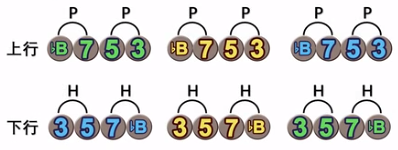 P P P P P P
上行 ♭B 7 5 3 ♭B 7 5 3 ♭B 7 5 3
H H H H H H
下行 3 5 7 ♭B 3 5 7 ♭B 3 5 7 ♭B